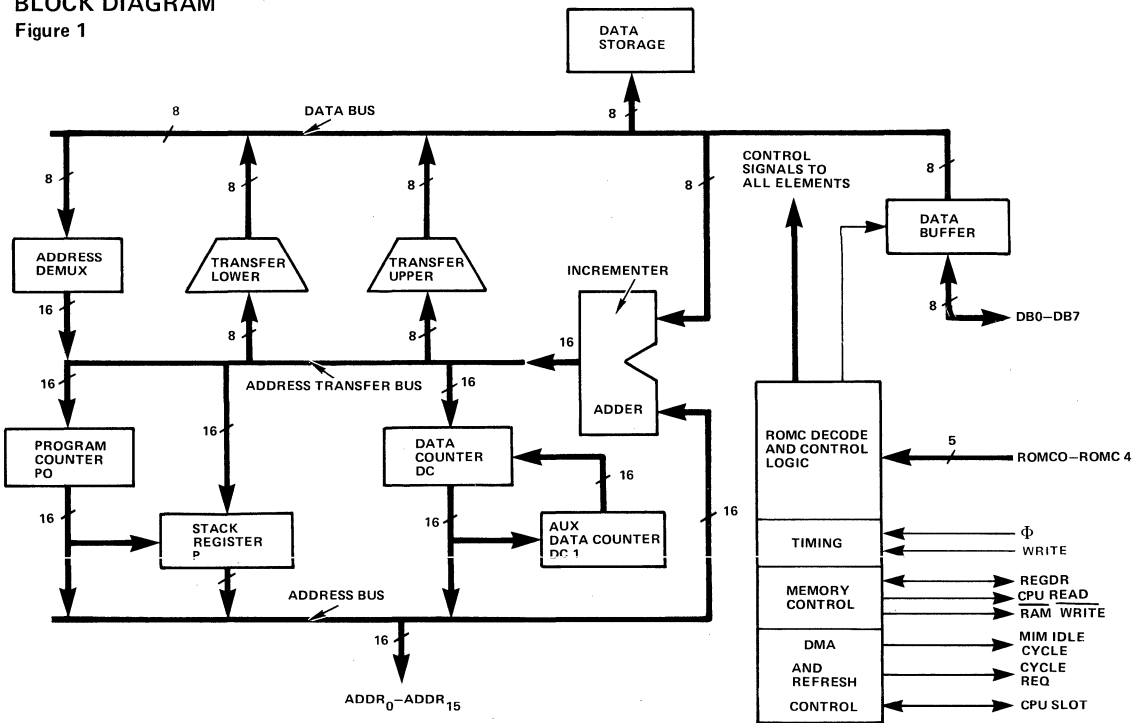 BLOCK DIAGRAM
Figure 1
DATA
STORAGE
8
DATA BUS
8
CONTROL
SIGNALS TO
ALL ELEMENTS
8
8
8
8
8
ADDRESS
DEMUX
TRANSFER
LOWER
TRANSFER
UPPER
DATA
BUFFER
INCREMENTER
16
8
8
8
DB0–DB7
16
ADDRESS TRANSFER BUS
16
16
ADDER
PROGRAM
COUNTER
PO
16
DATA
COUNTER
DC
ROMC DECODE
AND CONTROL
LOGIC
5
ROMCO–ROMC 4
16
16
16
16
STACK
REGISTER
P
AUX
DATA COUNTER
DC 1
TIMING
Φ
WRITE
ADDRESS BUS
MEMORY
CONTROL
REGDR
CPU READ
RAM WRITE
16
DMA
AND
REFRESH
CONTROL
MIM IDLE
CYCLE
CYCLE
REQ
CPU SLOT
ADDR₀–ADDR₁₅